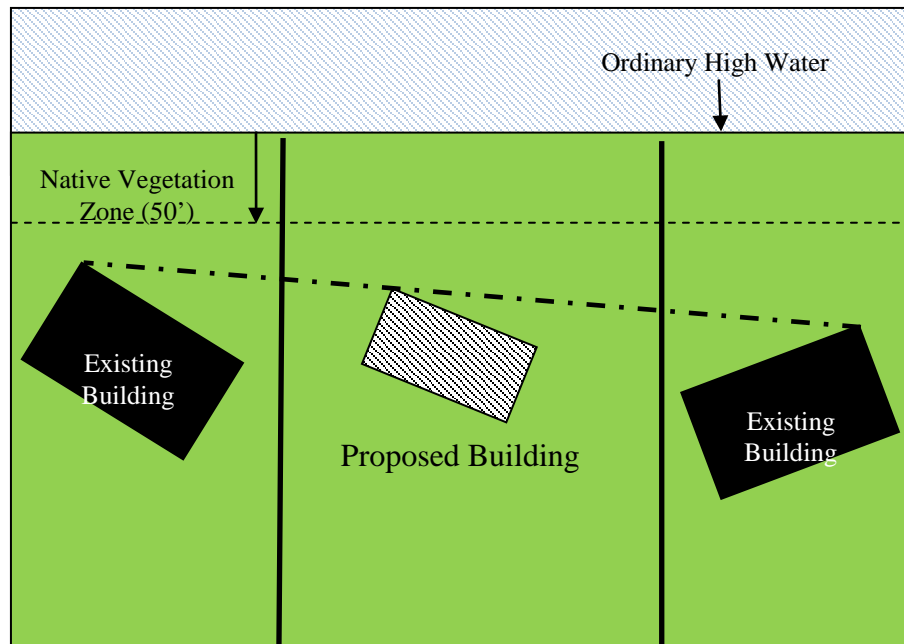 Ordinary High Water
Native Vegetation
Zone (50’)
Existing
Building
Proposed Building
Existing
Building